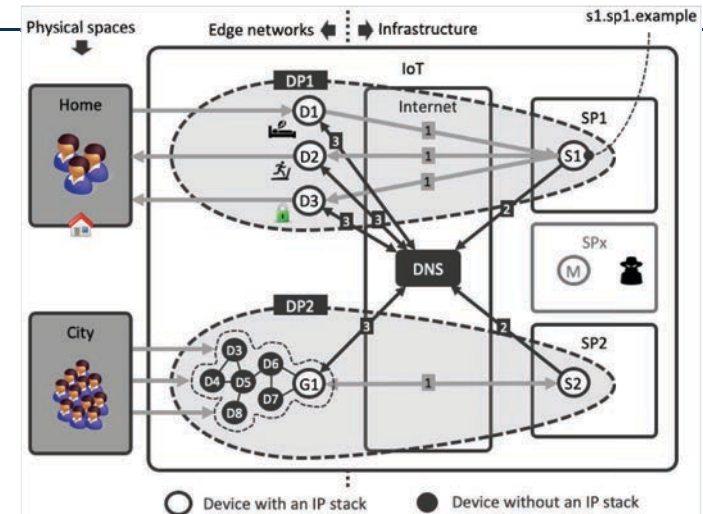 s1.sp1.example
Physical spaces
Edge networks
Infrastructure
IoT
DP1
Internet
Home
SP1
D1
1
3
D2
1
S1
1
D3
3
3
2
SPx
DNS
M
DP2
City
3
2
SP2
D3
D6
D4
D5
G1
1
S2
D7
D8
Device with an IP stack
Device without an IP stack